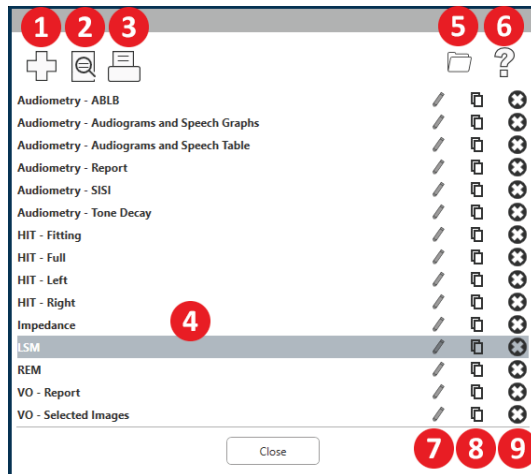 1 2 3 5 6
Audiometry - ABLB
Audiometry - Audiograms and Speech Graphs
Audiometry - Audiograms and Speech Table
Audiometry - Report
Audiometry - SISI
Audiometry - Tone Decay
HIT - Fitting
HIT - Full
HIT - Left
HIT - Right
Impedance 4
LSM
REM
VO - Report
VO - Selected Images
Close 7 8 9